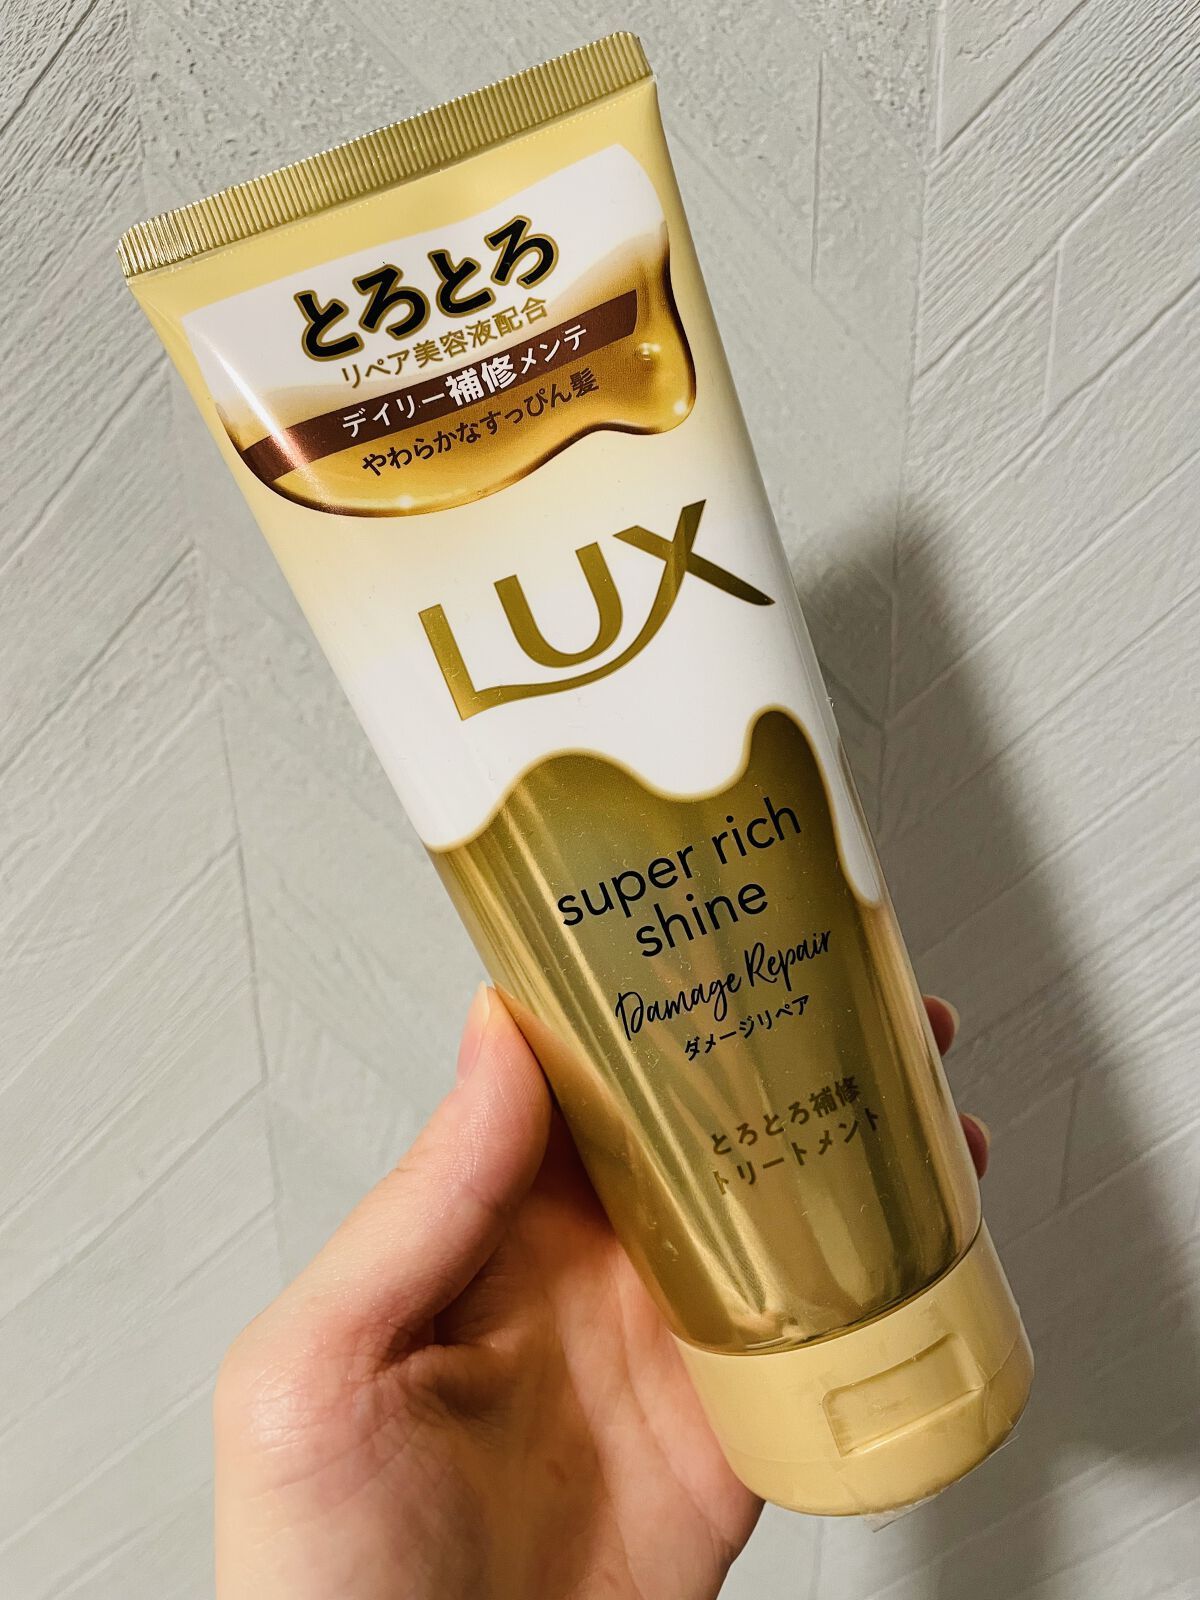 とろとろ
リペア美容液配合
デイリー補修メンテ
やわらかなすっぴん髪
LUX
super rich
shine
Damage Repair
ダメージリペア
とろとろ補修
トリートメント